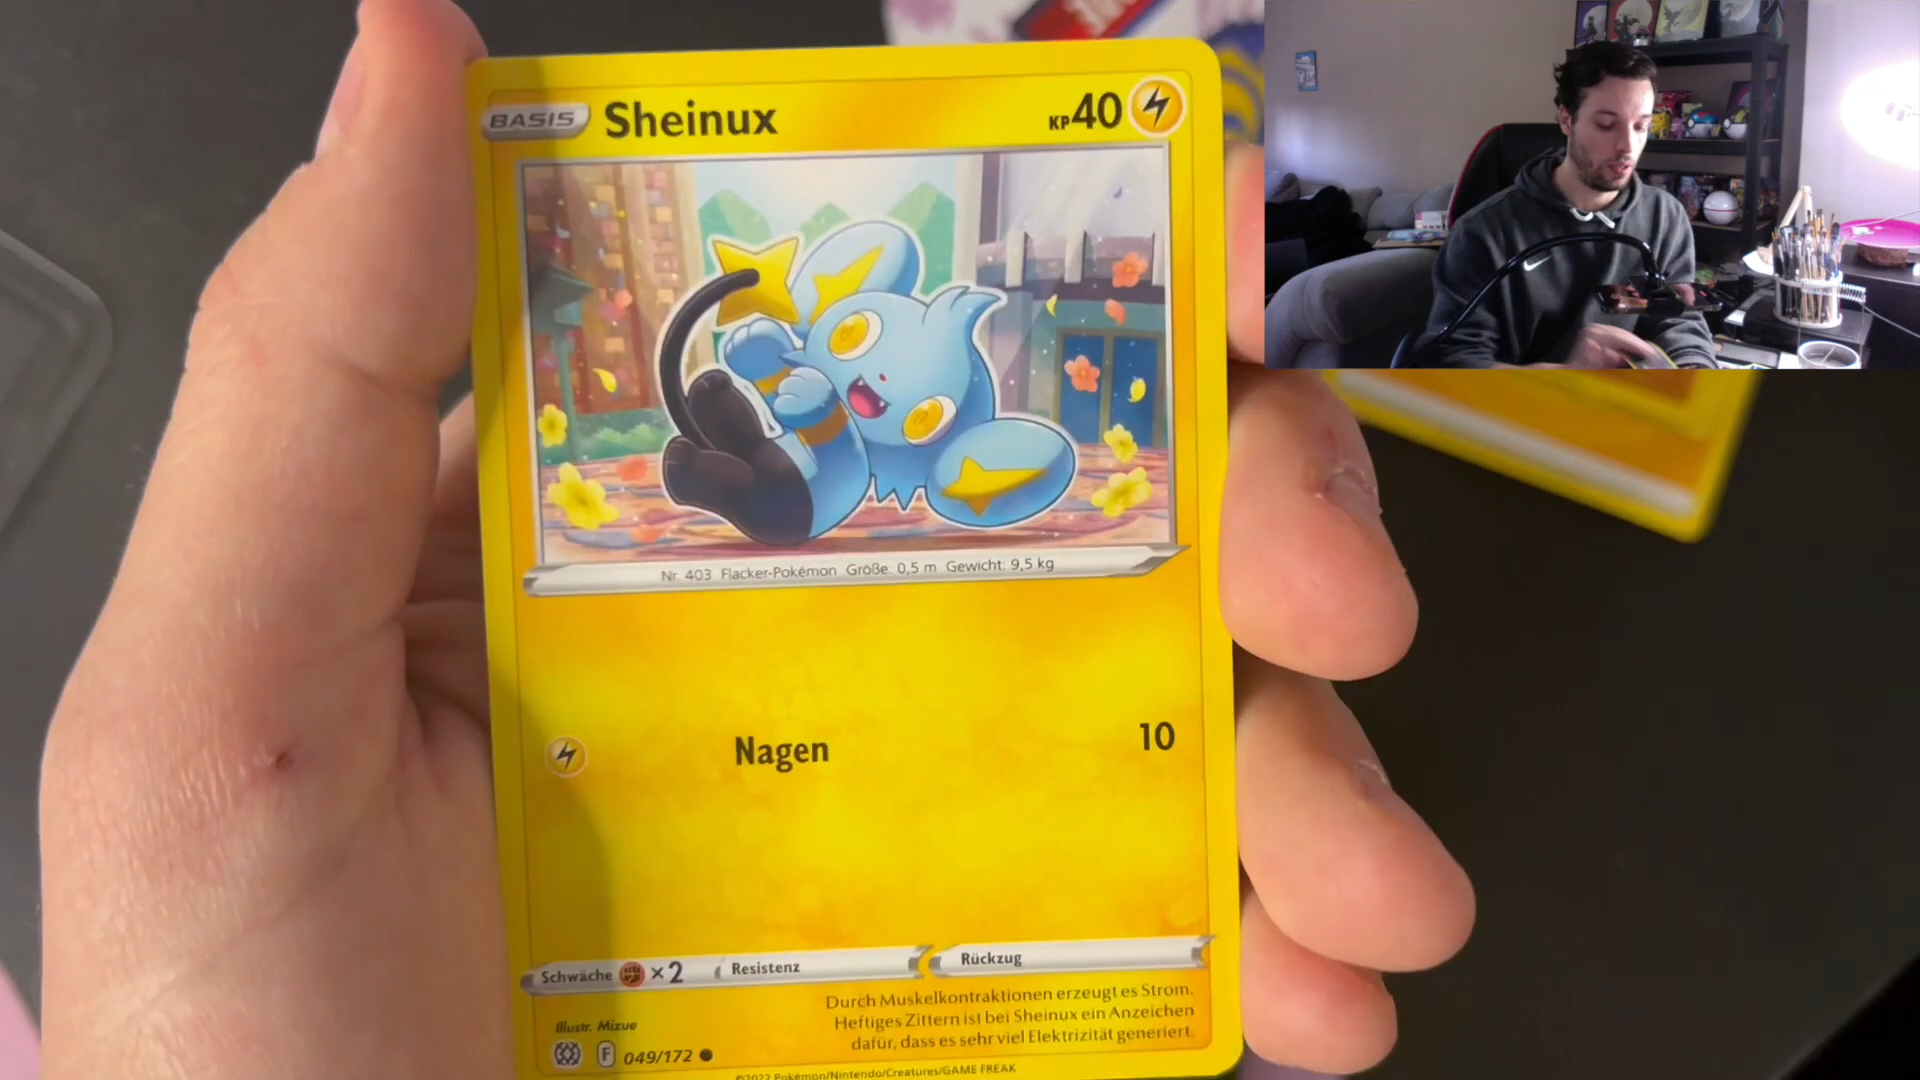 BASIS Sheinux KP 40
Nr. 403 Flacker-Pokémon Größe: 0,5 m Gewicht: 9,5 kg
Nagen 10
Schwäche ×2 Resistenz Rückzug
Durch Muskelkontraktionen erzeugt es Strom.
Heftiges Zittern ist bei Sheinux ein Anzeichen
dafür, dass es sehr viel Elektrizität generiert.
Illustr. Mizue
F 049/172
©2022 Pokémon/Nintendo/Creatures/GAME FREAK